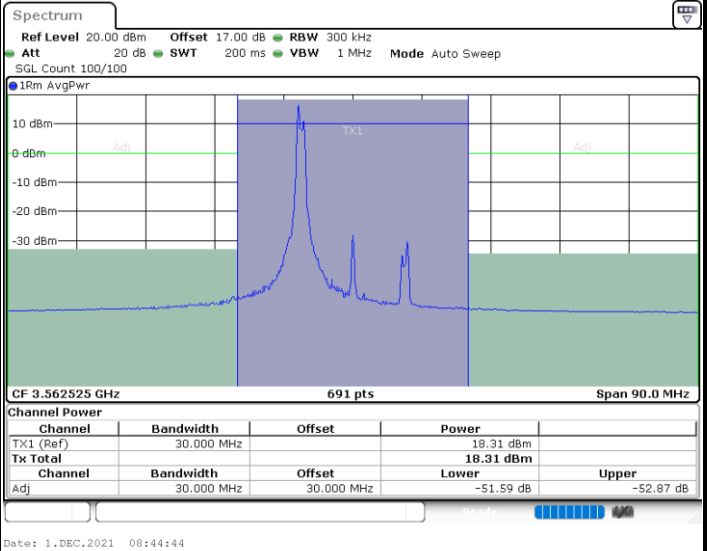 Spectrum
Ref Level 20.00 dBm Offset 17.00 dB RBW 300 kHz
Att 20 dB SWT 200 ms VBW 1 MHz Mode Auto Sweep
SGL Count 100/100
1Rm AvgPwr
10 dBm
TX1
Adj Adj
0 dBm
-10 dBm
-20 dBm
-30 dBm
CF 3.562525 GHz 691 pts Span 90.0 MHz
Channel Power
Channel Bandwidth Offset Power
TX1 (Ref) 30.000 MHz 18.31 dBm
Tx Total 18.31 dBm
Channel Bandwidth Offset Lower Upper
Adj 30.000 MHz 30.000 MHz -51.59 dB -52.87 dB
Ready
Date: 1.DEC.2021 08:44:44